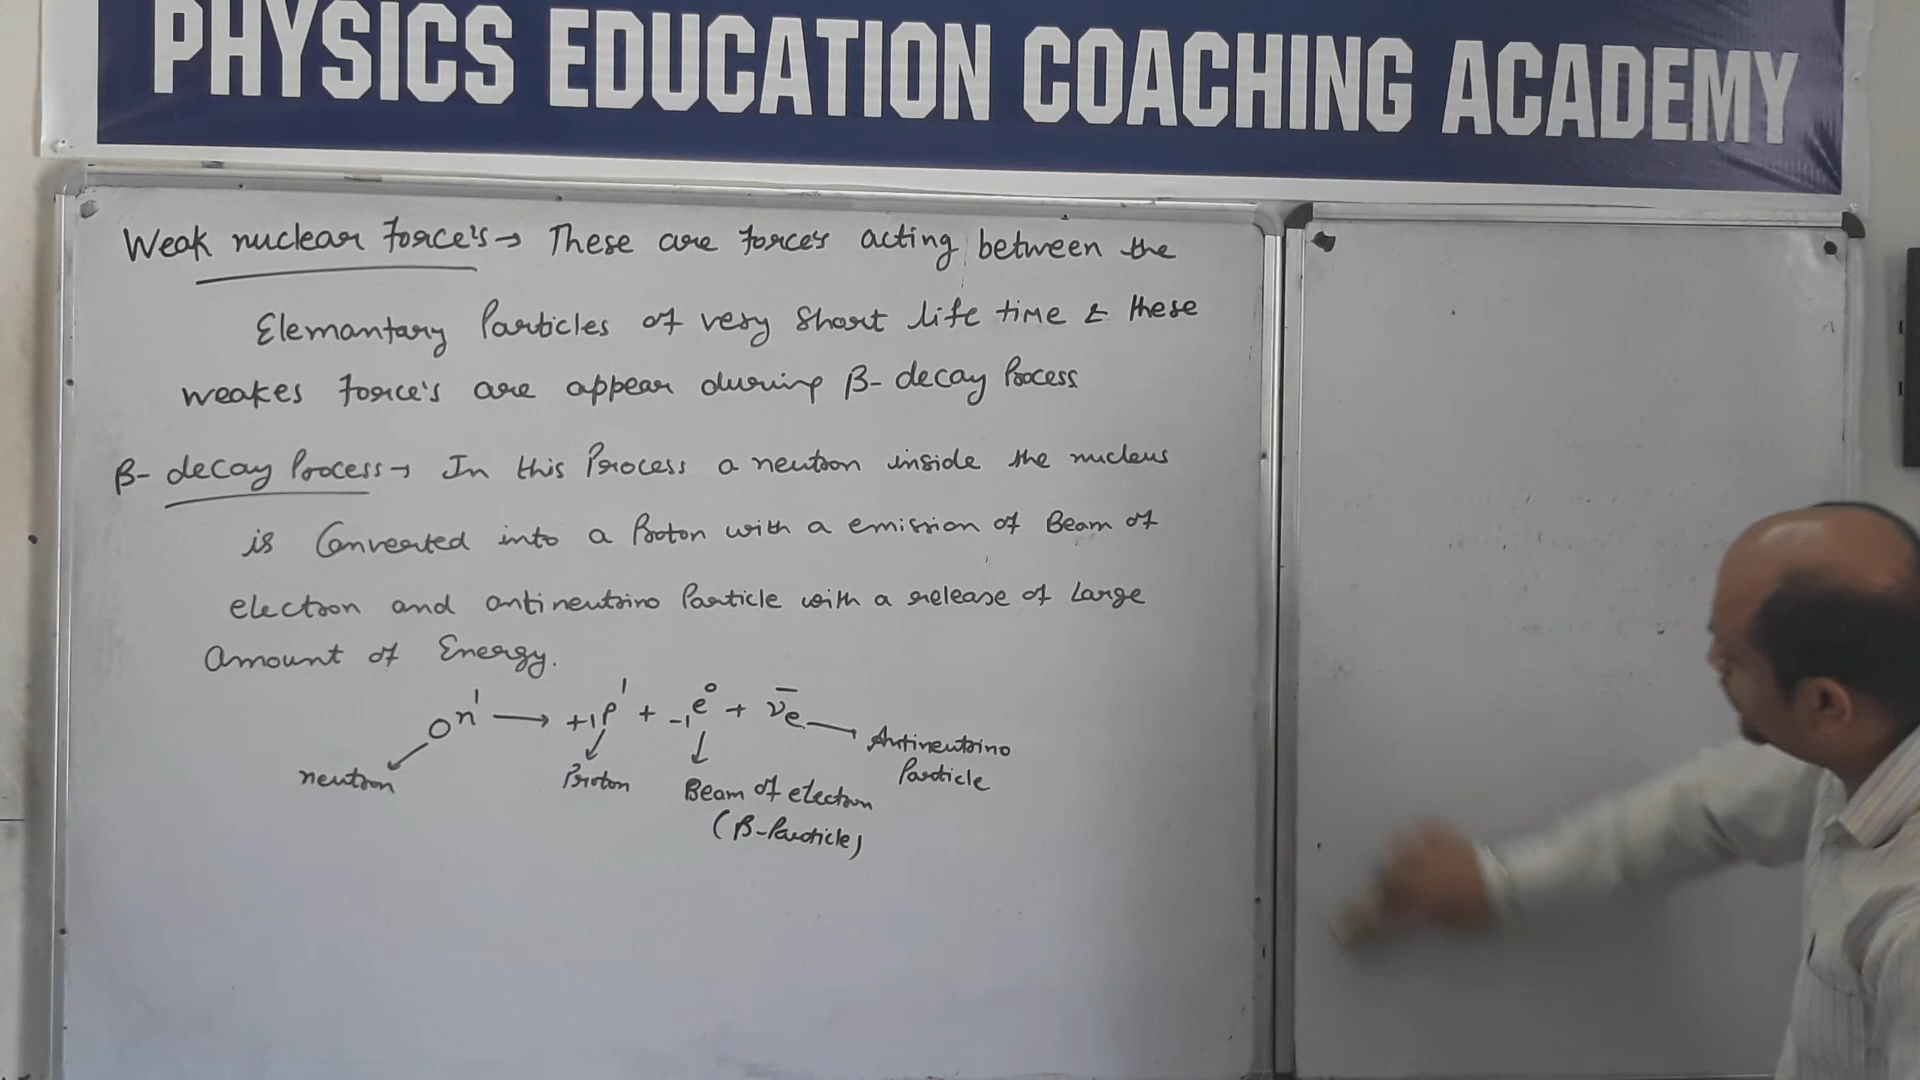 PHYSICS EDUCATION COACHING ACADEMY
Weak nuclear force's → These are force's acting between the
Elemantary Particles of very short life time & these
weakes force's are appear during β- decay Process
β- decay Process → In this Process a neutron inside the nucleus
is Converted into a Proton with a emission of Beam of
electron and antineutrino Particle with a release of Large
Amount of Energy.
₀n¹ → ₊₁P¹ + ₋₁e⁰ + ν̄e
Antineutrino
neutron Proton Particle
Beam of electron
(β-Particle)